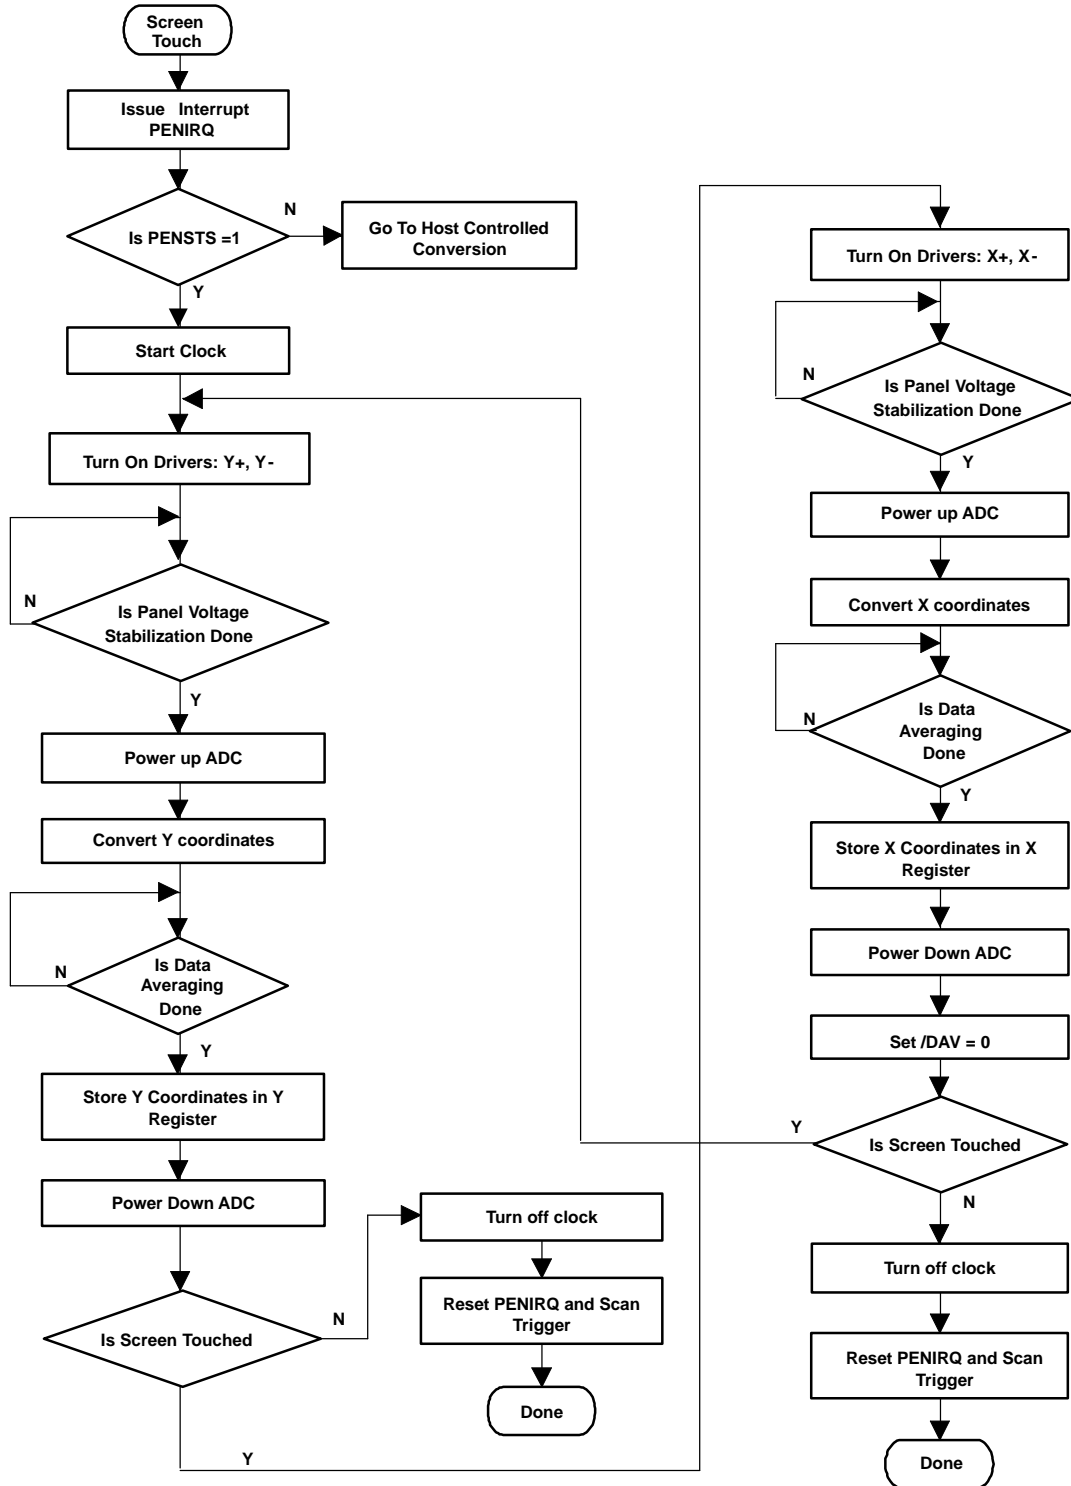 Screen
Touch
Issue Interrupt
PENIRQ
Is PENSTS =1
N
Go To Host Controlled
Conversion
Y
Start Clock
Turn On Drivers: Y+, Y-
N
Is Panel Voltage
Stabilization Done
Y
Power up ADC
Convert Y coordinates
N
Is Data
Averaging
Done
Y
Store Y Coordinates in Y
Register
Power Down ADC
Is Screen Touched
N
Turn off clock
Reset PENIRQ and Scan
Trigger
Done
Y
Turn On Drivers: X+, X-
N
Is Panel Voltage
Stabilization Done
Y
Power up ADC
Convert X coordinates
N
Is Data
Averaging
Done
Y
Store X Coordinates in X
Register
Power Down ADC
Set /DAV = 0
Y
Is Screen Touched
N
Turn off clock
Reset PENIRQ and Scan
Trigger
Done